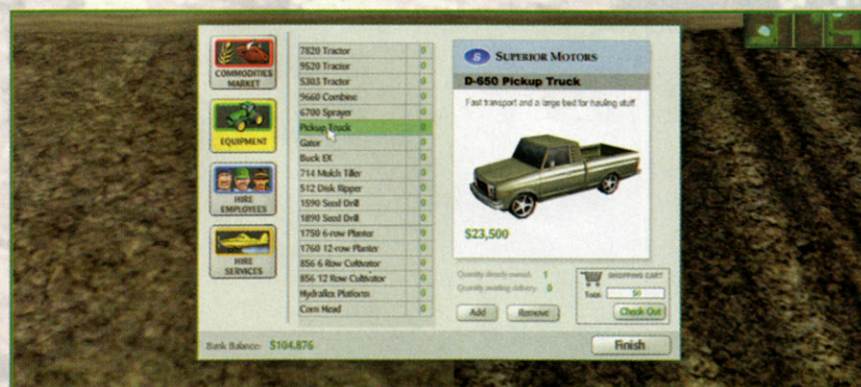 COMMODITIES
MARKET
EQUIPMENT
HIRE
EMPLOYEES
HIRE
SERVICES
7820 Tractor 0
9520 Tractor 0
5303 Tractor 0
9660 Combine 0
6700 Sprayer 0
Pickup Truck 0
Gator 0
Buck EX 0
714 Mulch Tiller 0
512 Disk Ripper 0
1590 Seed Drill 0
1890 Seed Drill 0
1750 6-row Planter 0
1760 12-row Planter 0
856 6 Row Cultivator 0
856 12 Row Cultivator 0
Hydraflex Platform 0
Corn Head 0
S SUPERIOR MOTORS
D-650 Pickup Truck
Fast transport and a large bed for hauling stuff
$23,500
Quantity already owned: 1
Quantity awaiting delivery: 0
Add Remove
SHOPPING CART
Total: $0
Check Out
Bank Balance: $104,876
Finish